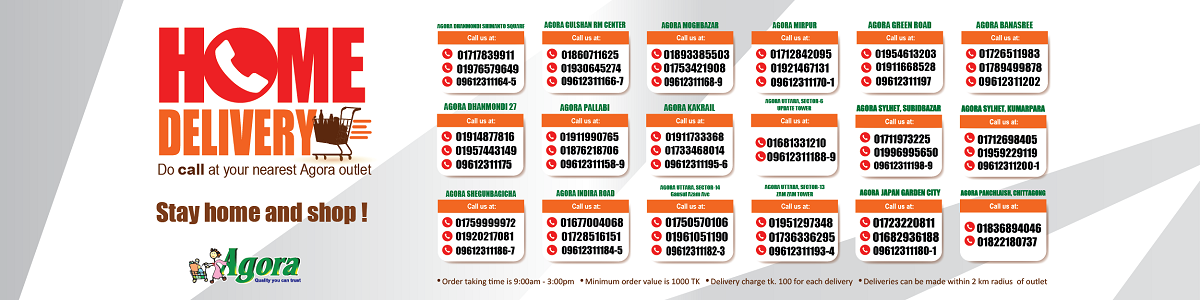 HOME
DELIVERY
Do call at your nearest Agora outlet
Stay home and shop !
Agora
Quality you can trust
AGORA DHANMONDI SHIMANTO SQUARE
Call us at:
01717839911
01976579649
09612311164-5
AGORA GULSHAN RM CENTER
Call us at:
01860711625
01930645274
09612311166-7
AGORA MOGHBAZAR
Call us at:
01893385503
01753421908
09612311168-9
AGORA MIRPUR
Call us at:
01712842095
01921467131
09612311170-1
AGORA GREEN ROAD
Call us at:
01954613203
01911668528
09612311197
AGORA BANASREE
Call us at:
01726511983
01789499878
09612311202
AGORA DHANMONDI 27
Call us at:
01914877816
01957443149
09612311175
AGORA PALLABI
Call us at:
01911990765
01876218706
09612311158-9
AGORA KAKRAIL
Call us at:
01911733368
01733468014
09612311195-6
AGORA UTTARA, SECTOR-6
UPDATE TOWER
Call us at:
01681331210
09612311188-9
AGORA SYLHET, SUBIDBAZAR
Call us at:
01711973225
01996995650
09612311198-9
AGORA SYLHET, KUMARPARA
Call us at:
01712698405
01959229119
09612311200-1
AGORA SHEGUNBAGICHA
Call us at:
01759999972
01920217081
09612311186-7
AGORA INDIRA ROAD
Call us at:
01677004068
01728516151
09612311184-5
AGORA UTTARA, SECTOR-14
Gausul Azam Ave
Call us at:
01750570106
01961051190
09612311182-3
AGORA UTTARA, SECTOR-13
ZAM ZAM TOWER
Call us at:
01951297348
01736336295
09612311193-4
AGORA JAPAN GARDEN CITY
Call us at:
01723220811
01682936188
09612311180-1
AGORA PANCHLAISH, CHITTAGONG
Call us at:
01836894046
01822180737
* Order taking time is 9:00am - 3:00pm * Minimum order value is 1000 TK * Delivery charge tk. 100 for each delivery * Deliveries can be made within 2 km radius of outlet